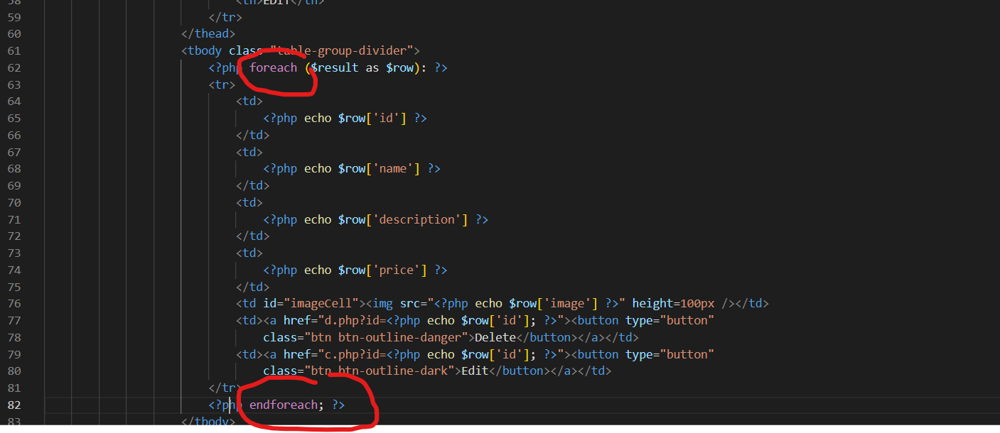 58 <th>EDIT</th>
59 </tr>
60 </thead>
61 <tbody class="table-group-divider">
62 <?php foreach ($result as $row): ?>
63 <tr>
64 <td>
65 <?php echo $row['id'] ?>
66 </td>
67 <td>
68 <?php echo $row['name'] ?>
69 </td>
70 <td>
71 <?php echo $row['description'] ?>
72 </td>
73 <td>
74 <?php echo $row['price'] ?>
75 </td>
76 <td id="imageCell"><img src="<?php echo $row['image'] ?>" height=100px /></td>
77 <td><a href="d.php?id=<?php echo $row['id']; ?>"><button type="button"
78 class="btn btn-outline-danger">Delete</button></a></td>
79 <td><a href="c.php?id=<?php echo $row['id']; ?>"><button type="button"
80 class="btn btn-outline-dark">Edit</button></a></td>
81 </tr>
82 <?php endforeach; ?>
83 </tbody>